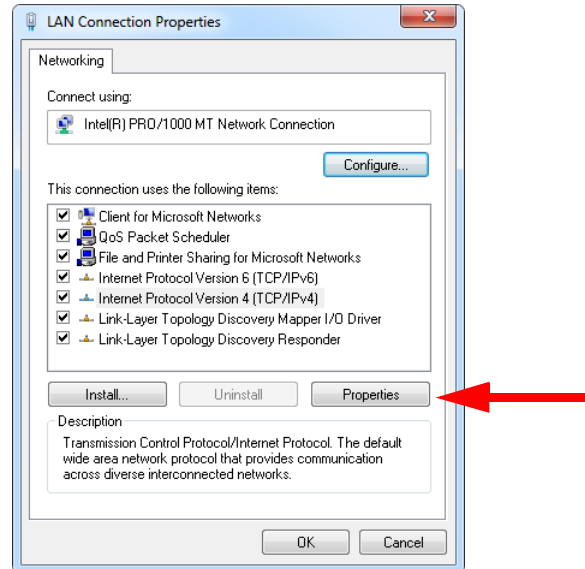 LAN Connection Properties
Networking
Connect using:
Intel(R) PRO/1000 MT Network Connection
Configure...
This connection uses the following items:
Client for Microsoft Networks
QoS Packet Scheduler
File and Printer Sharing for Microsoft Networks
Internet Protocol Version 6 (TCP/IPv6)
Internet Protocol Version 4 (TCP/IPv4)
Link-Layer Topology Discovery Mapper I/O Driver
Link-Layer Topology Discovery Responder
Install... Uninstall Properties
Description
Transmission Control Protocol/Internet Protocol. The default
wide area network protocol that provides communication
across diverse interconnected networks.
OK Cancel